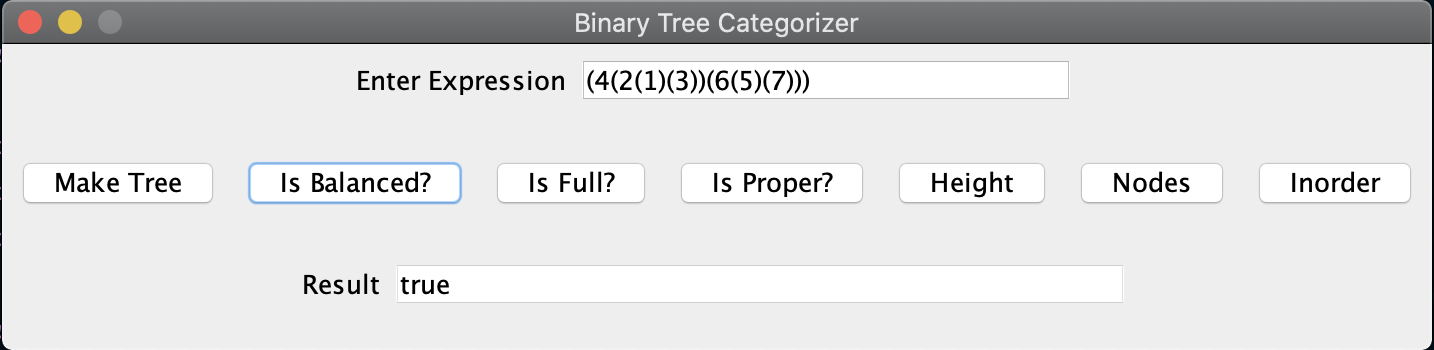 Binary Tree Categorizer
Enter Expression (4(2(1)(3))(6(5)(7)))
Make Tree Is Balanced? Is Full? Is Proper? Height Nodes Inorder
Result true